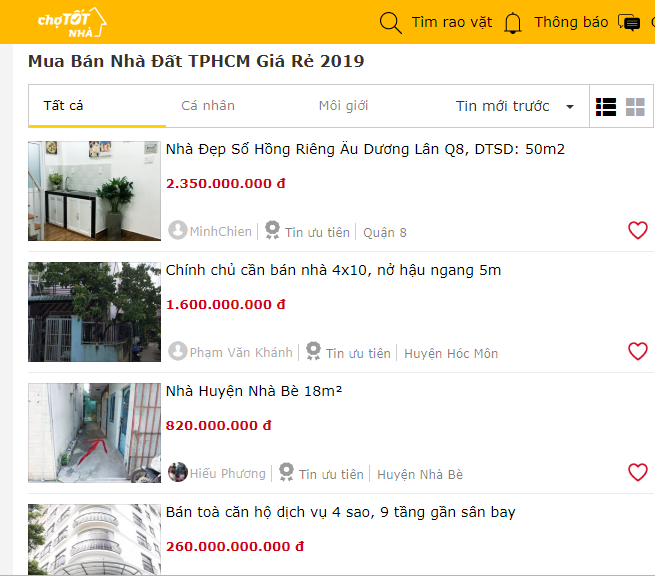 chợTỐT
NHÀ
Tìm rao vặt
Thông báo
Mua Bán Nhà Đất TPHCM Giá Rẻ 2019
Tất cả
Cá nhân
Môi giới
Tin mới trước
Nhà Đẹp Sổ Hồng Riêng Âu Dương Lân Q8, DTSD: 50m2
2.350.000.000 đ
MinhChien Tin ưu tiên Quận 8
Chính chủ cần bán nhà 4x10, nở hậu ngang 5m
1.600.000.000 đ
Phạm Văn Khánh Tin ưu tiên Huyện Hóc Môn
Nhà Huyện Nhà Bè 18m²
820.000.000 đ
Hiếu Phương Tin ưu tiên Huyện Nhà Bè
Bán toà căn hộ dịch vụ 4 sao, 9 tầng gần sân bay
260.000.000.000 đ